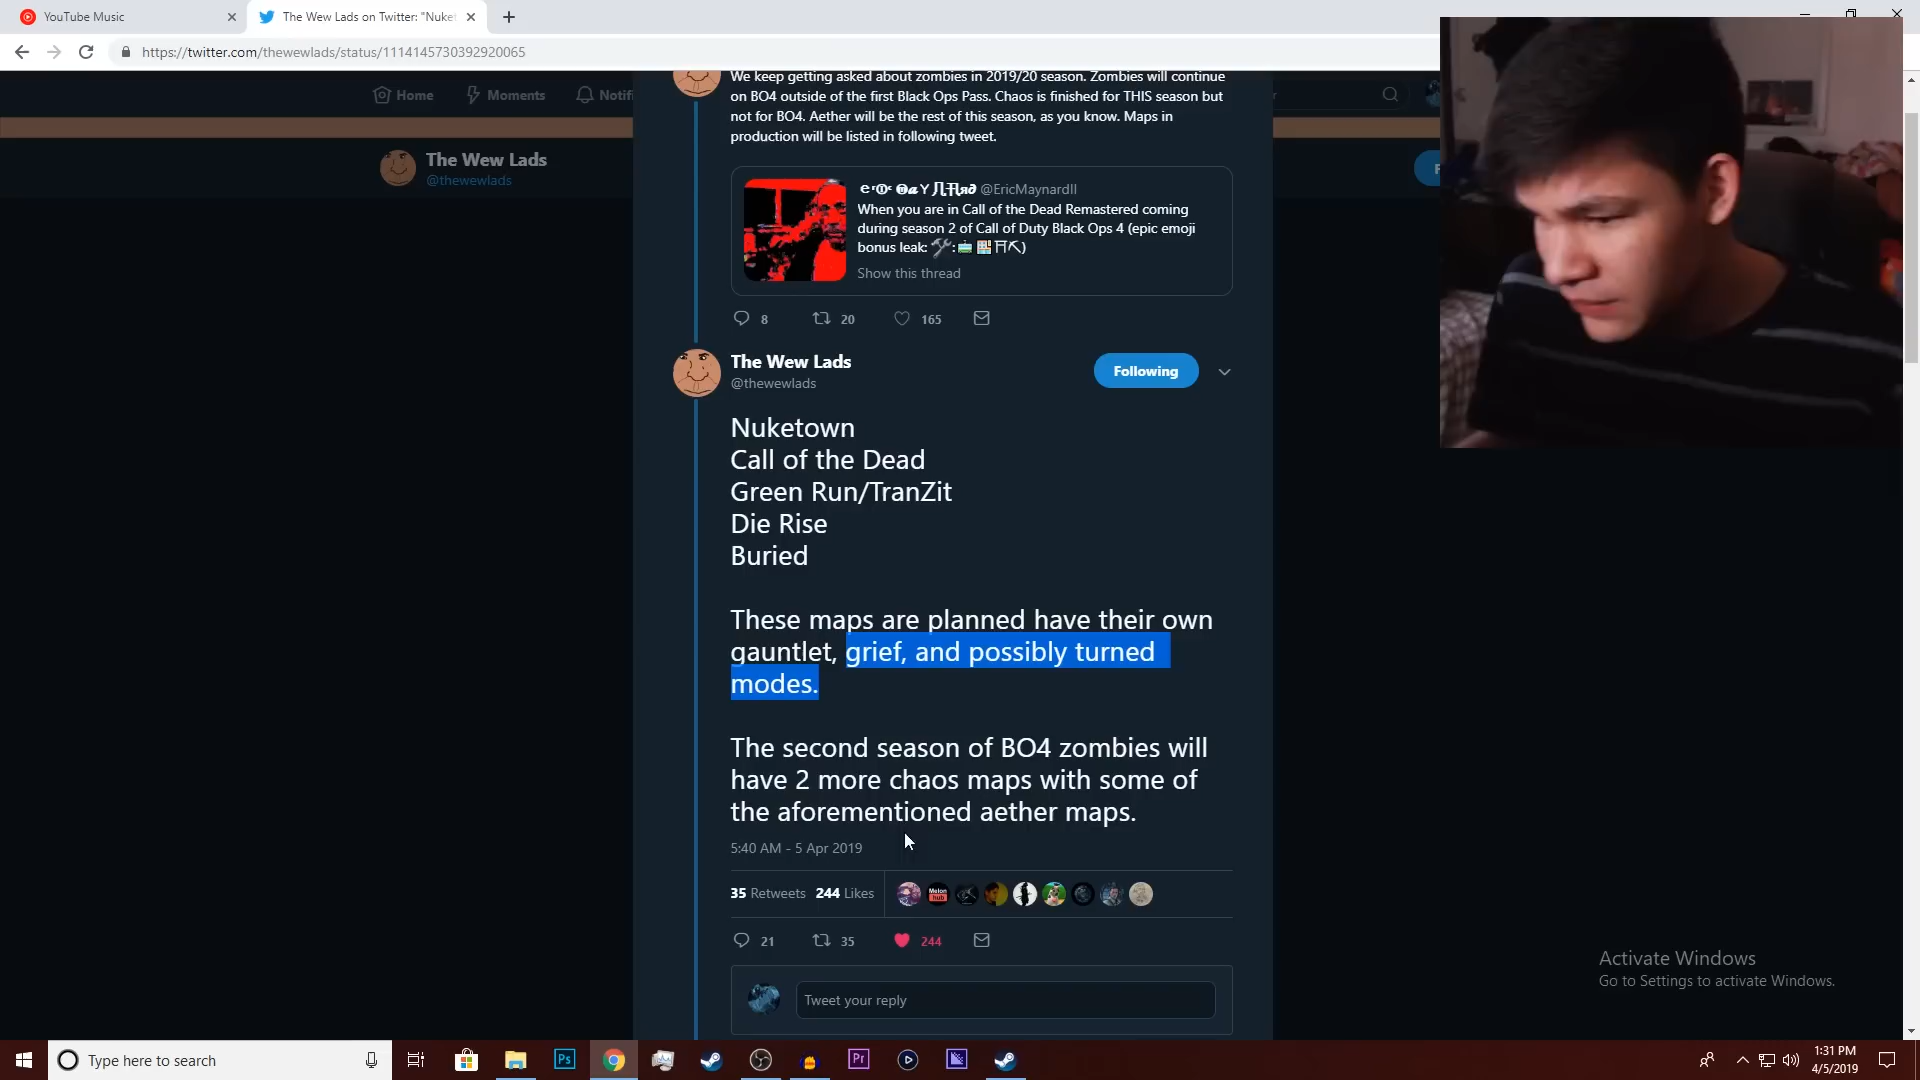 YouTube Music
The Wew Lads on Twitter: "Nuket
https://twitter.com/thewewlads/status/1114145730392920065
Home
Moments
Notifi
The Wew Lads
@thewewlads
We keep getting asked about zombies in 2019/20 season. Zombies will continue
on BO4 outside of the first Black Ops Pass. Chaos is finished for THIS season but
not for BO4. Aether will be the rest of this season, as you know. Maps in
production will be listed in following tweet.
@EricMaynardII
When you are in Call of the Dead Remastered coming
during season 2 of Call of Duty Black Ops 4 (epic emoji
bonus leak: 🛠:🚞 🏪⛩⛏)
Show this thread
8
20
165
The Wew Lads
@thewewlads
Following
Nuketown
Call of the Dead
Green Run/TranZit
Die Rise
Buried
These maps are planned have their own
gauntlet, grief, and possibly turned
modes.
The second season of BO4 zombies will
have 2 more chaos maps with some of
the aforementioned aether maps.
5:40 AM - 5 Apr 2019
35 Retweets 244 Likes
Melon
hub
21
35
244
Tweet your reply
Activate Windows
Go to Settings to activate Windows.
Type here to search
Ps
Pr
1:31 PM
4/5/2019